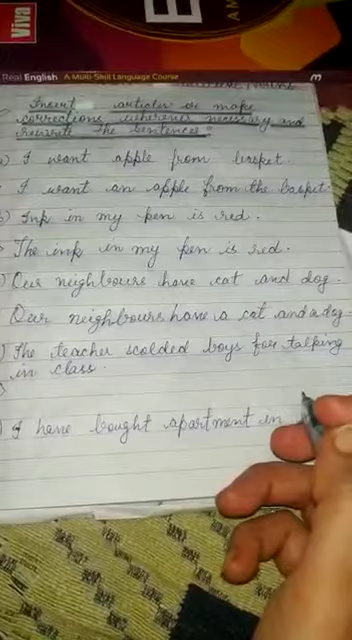 Viva
Real English A Multi-Skill Language Course
Insert articles or make
corrections wherever necessary and
rewrite the sentences:
a) I want apple from basket.
I want an apple from the basket.
b) Ink in my pen is red.
The ink in my pen is red.
) Our neighbours have cat and dog.
Our neighbours have a cat and a dog.
) The teacher scolded boys for talking
in class.
) I have bought apartment in